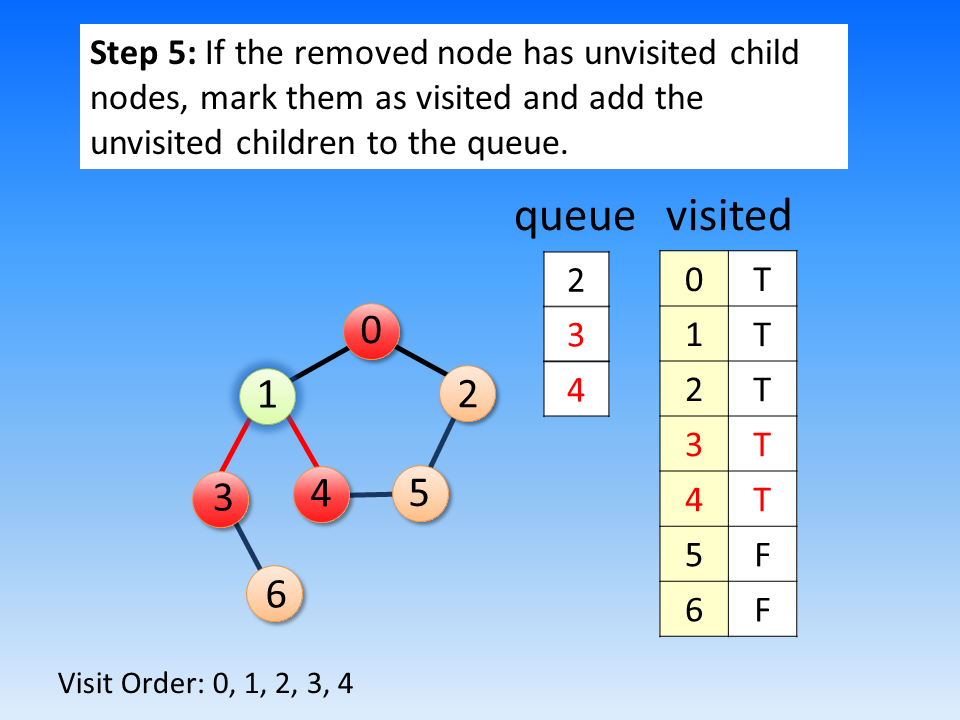 Step 5: If the removed node has unvisited child
nodes, mark them as visited and add the
unvisited children to the queue.
queue visited
2
3
4
0 T
1 T
2 T
3 T
4 T
5 F
6 F
0
1
2
3
4
5
6
Visit Order: 0, 1, 2, 3, 4